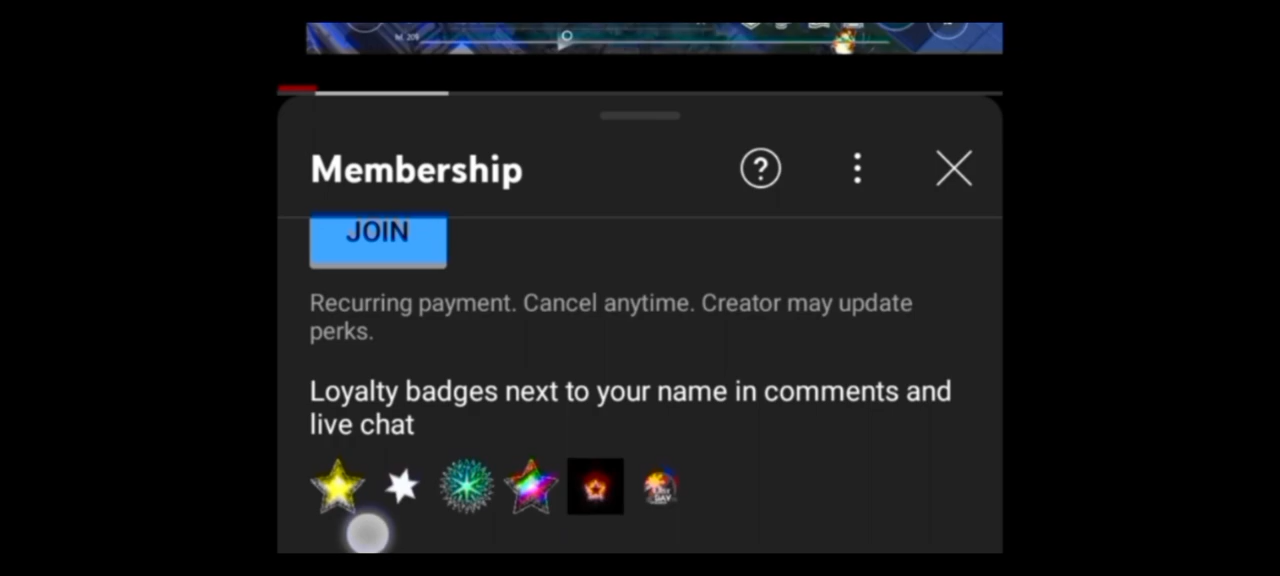 Membership
JOIN
Recurring payment. Cancel anytime. Creator may update
perks.
Loyalty badges next to your name in comments and
live chat